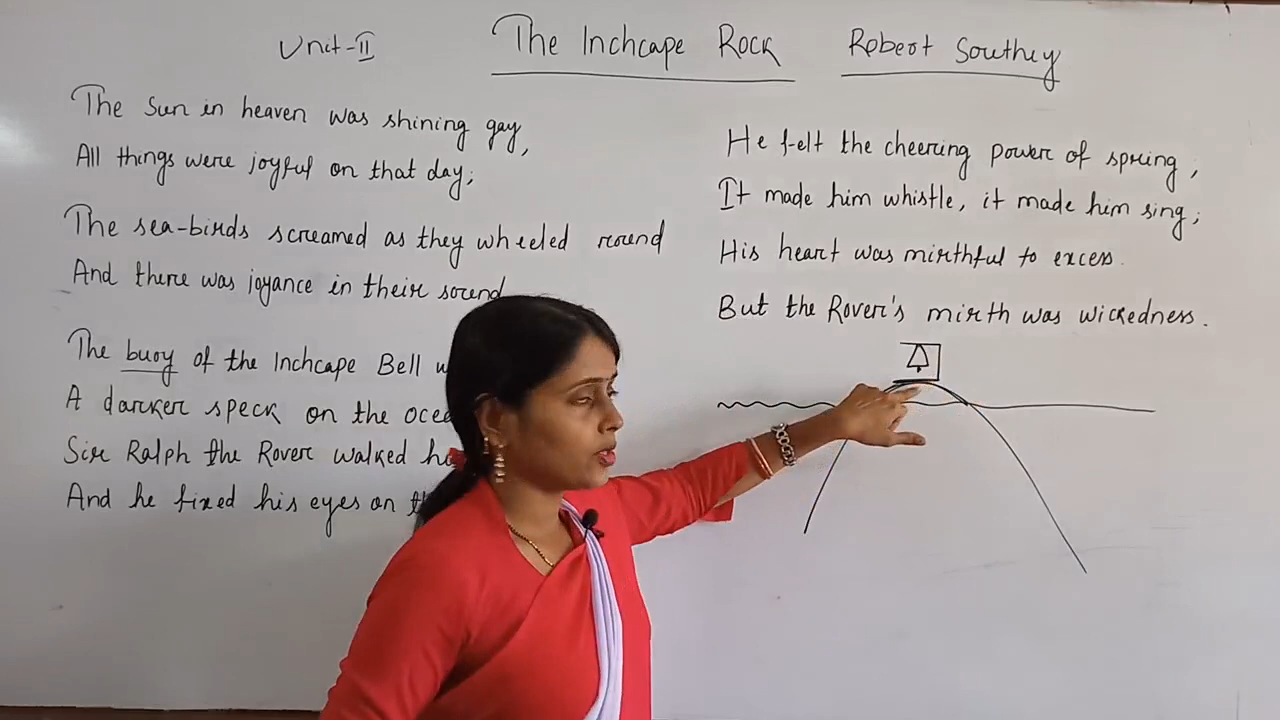 Unit-II
The Inchcape Rock
Robert Southey
The Sun in heaven was shining gay,
All things were joyful on that day;
The sea-birds screamed as they wheeled round
And there was joyance in their sound
The buoy of the Inchcape Bell
A darker speck on the
Sir Ralph the Rover walked
And he fixed his eyes on
He felt the cheering power of spring,
It made him whistle, it made him sing;
His heart was mirthful to excess.
But the Rover's mirth was wickedness.